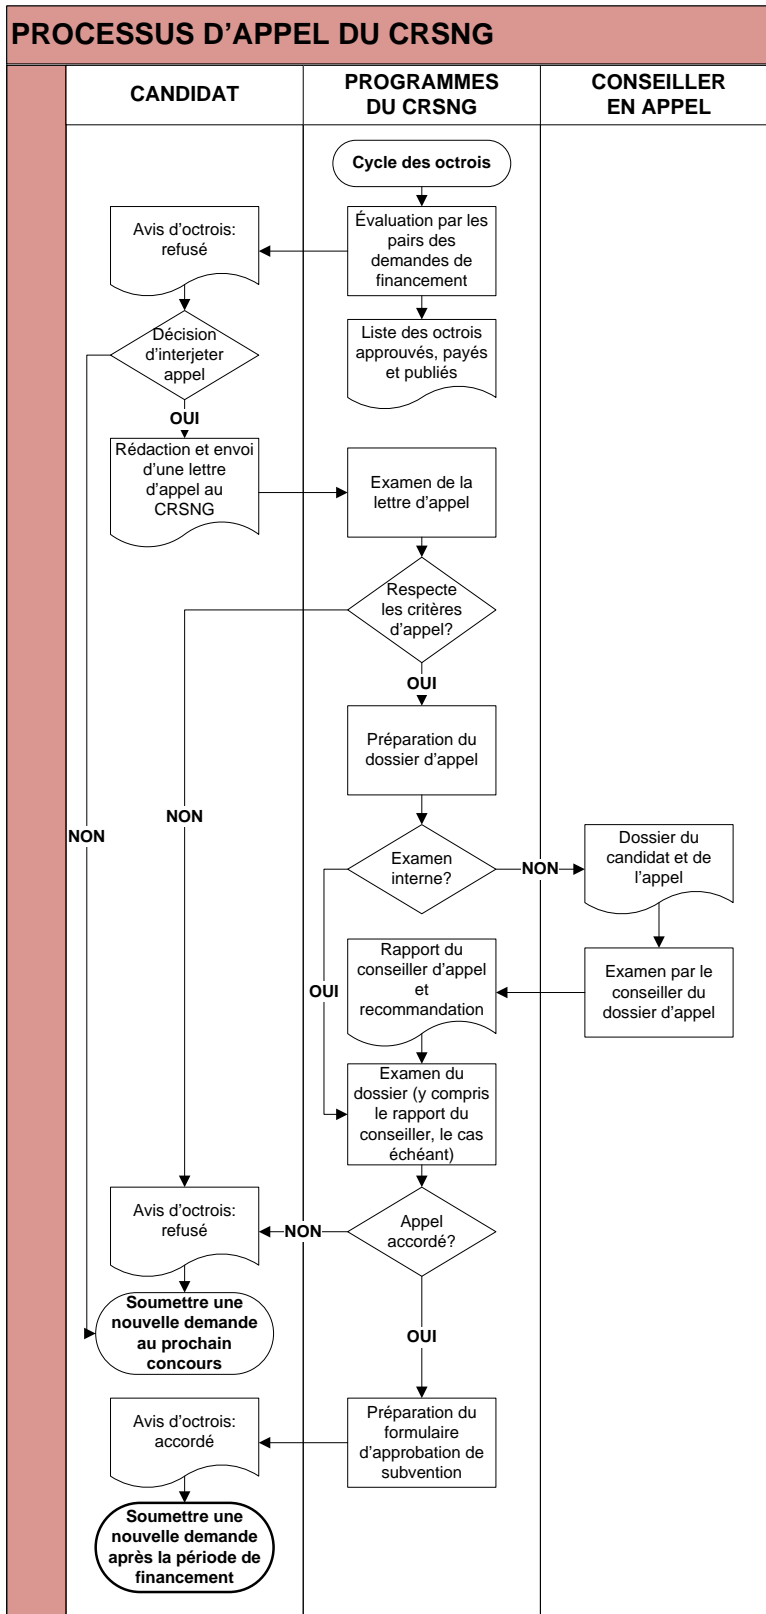 PROCESSUS D’APPEL DU CRSNG
CANDIDAT
PROGRAMMES
DU CRSNG
CONSEILLER
EN APPEL
Cycle des octrois
Avis d’octrois:
refusé
Évaluation par les
pairs des
demandes de
financement
Décision
d’interjeter
appel
Liste des octrois
approuvés, payés
et publiés
OUI
Rédaction et envoi
d’une lettre
d’appel au
CRSNG
Examen de la
lettre d’appel
Respecte
les critères
d’appel?
OUI
Préparation du
dossier d’appel
NON
NON
Examen
interne?
NON
Dossier du
candidat et de
l’appel
Rapport du
conseiller d’appel
et
recommandation
OUI
Examen par le
conseiller du
dossier d’appel
Examen du
dossier (y compris
le rapport du
conseiller, le cas
échéant)
Avis d’octrois:
refusé
NON
Appel
accordé?
Soumettre une
nouvelle demande
au prochain
concours
OUI
Avis d’octrois:
accordé
Préparation du
formulaire
d’approbation de
subvention
Soumettre une
nouvelle demande
après la période de
financement